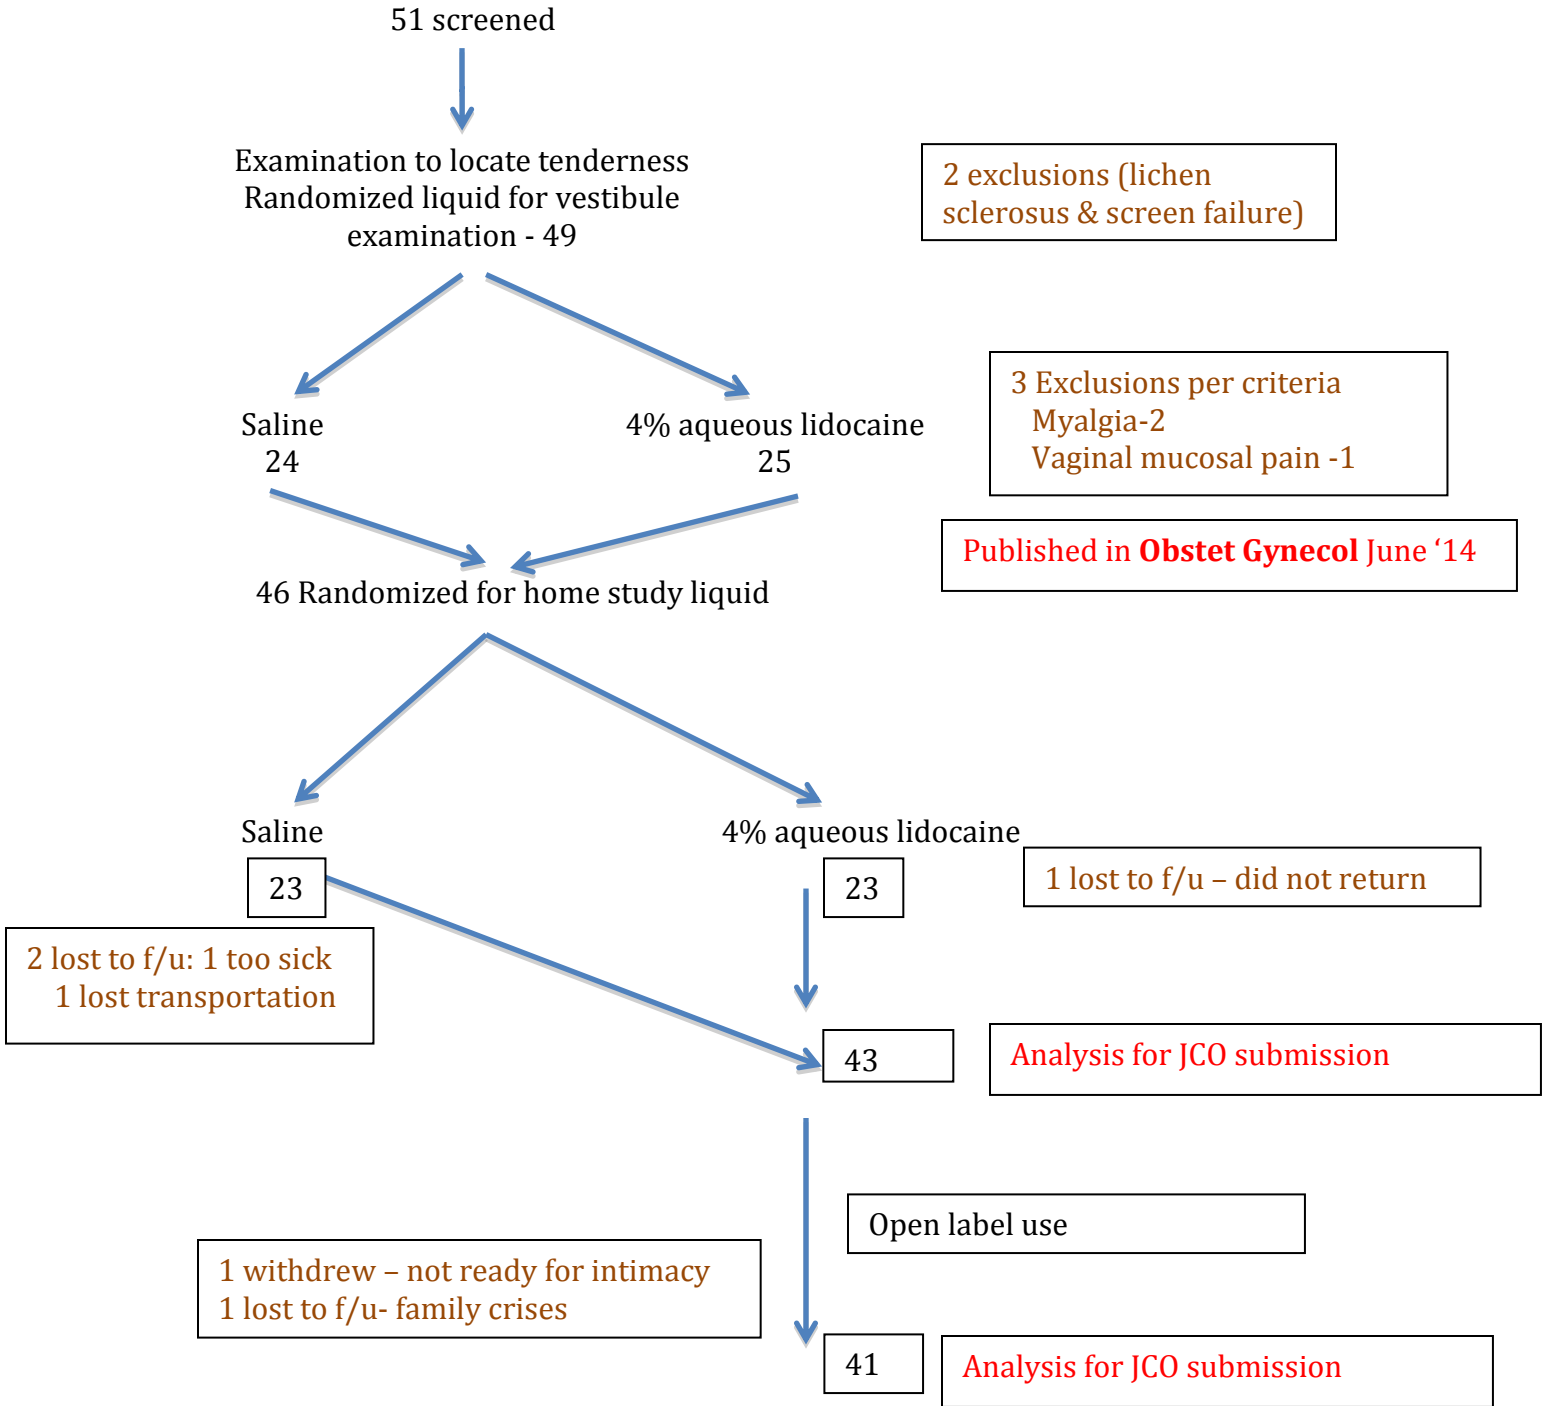 51 screened
Examination to locate tenderness
Randomized liquid for vestibule
examination - 49
2 exclusions (lichen
sclerosus & screen failure)
Saline
24
4% aqueous lidocaine
25
3 Exclusions per criteria
Myalgia-2
Vaginal mucosal pain -1
Published in Obstet Gynecol June ‘14
46 Randomized for home study liquid
Saline
23
4% aqueous lidocaine
23
1 lost to f/u – did not return
2 lost to f/u: 1 too sick
1 lost transportation
43
Analysis for JCO submission
Open label use
1 withdrew – not ready for intimacy
1 lost to f/u- family crises
41
Analysis for JCO submission